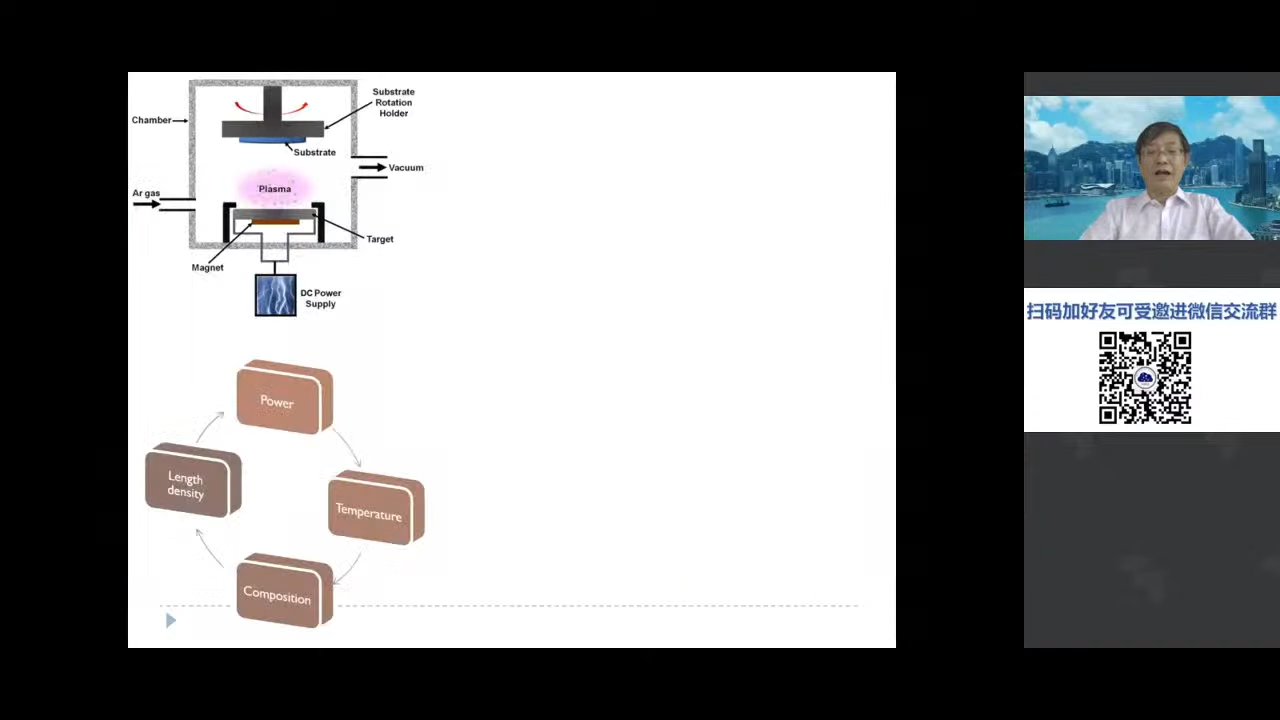 Substrate
Rotation
Holder
Chamber
Substrate
Vacuum
Plasma
Ar gas
Target
Magnet
DC Power
Supply
Power
Length
density
Temperature
Composition
扫码加好友可受邀进微信交流群